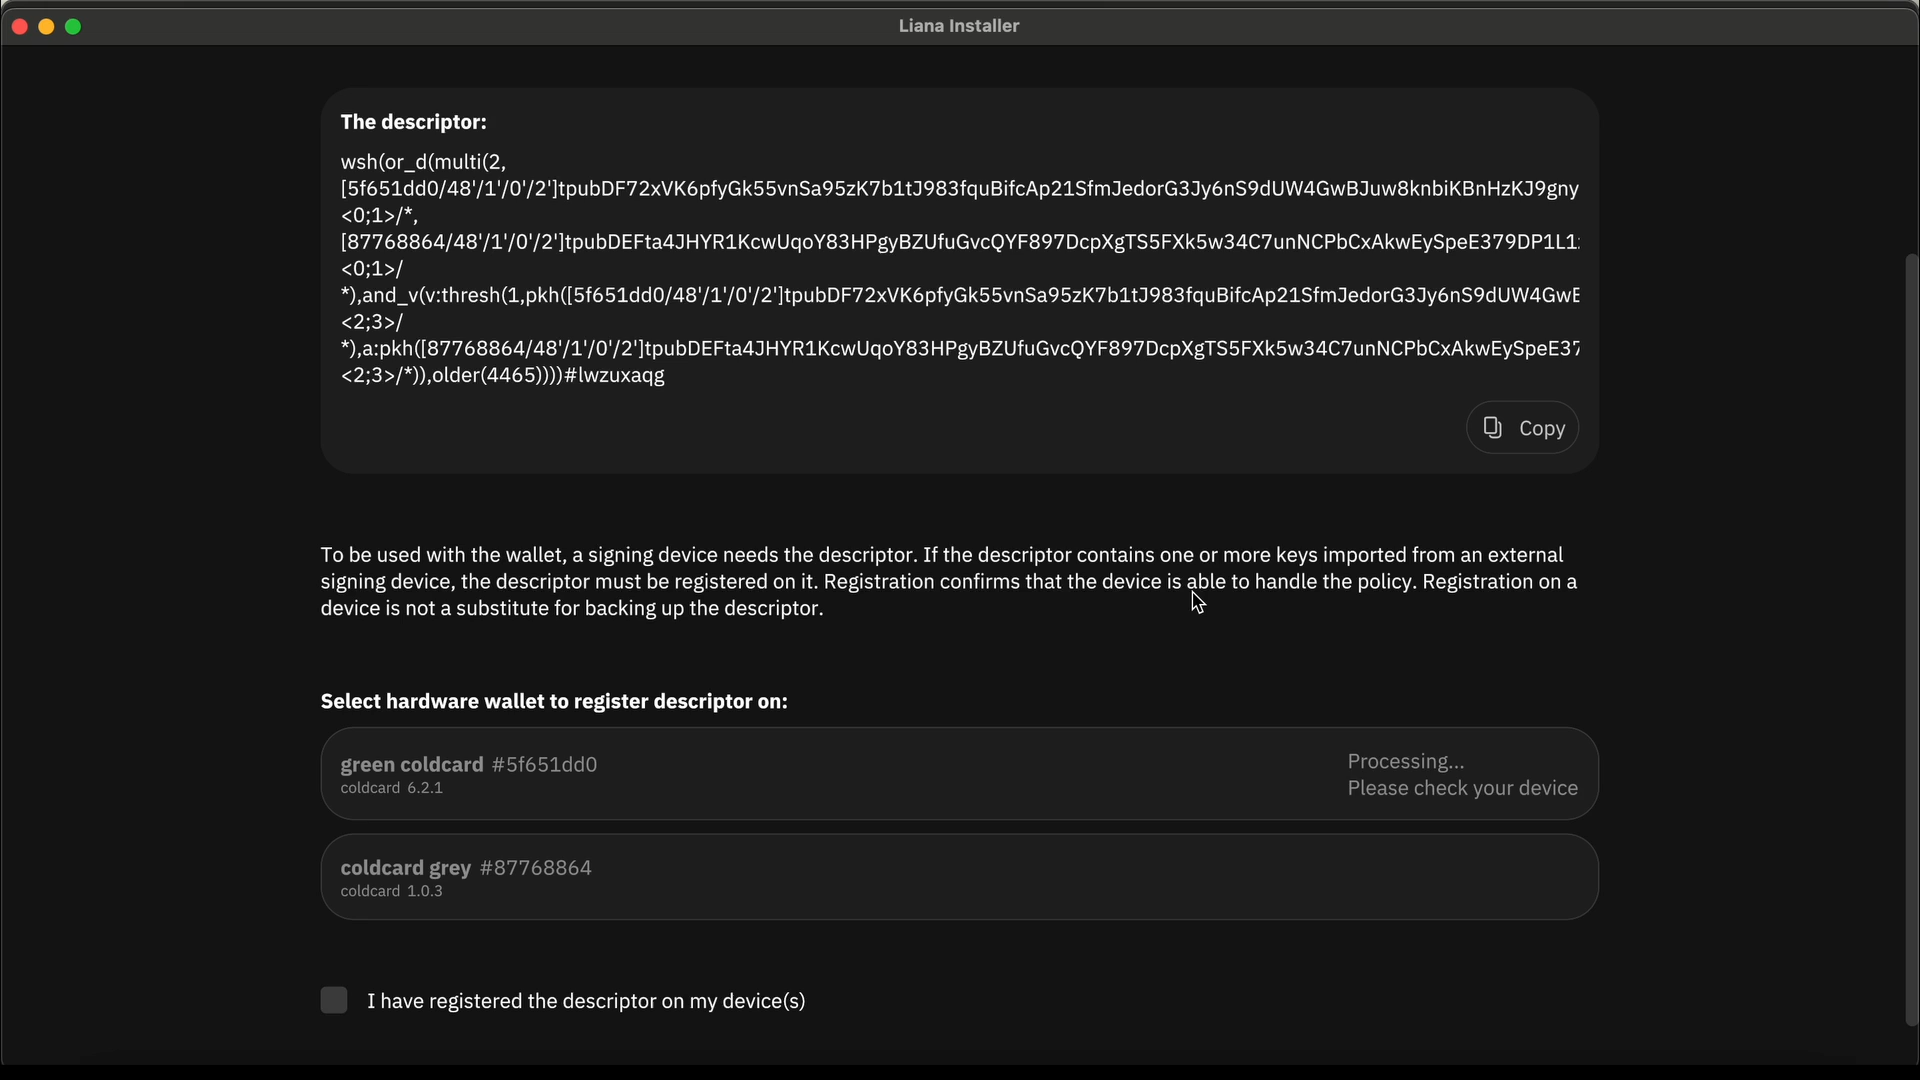 Liana Installer
The descriptor:
wsh(or_d(multi(2,
[5f651dd0/48'/1'/0'/2']tpubDF72xVK6pfyGk55vnSa95zK7b1tJ983fquBifcAp21SfmJedorG3Jy6nS9dUW4GwBJuw8knbiKBnHzKJ9gny
<0;1>/*,
[87768864/48'/1'/0'/2']tpubDEFta4JHYR1KcwUqoY83HPgyBZUfuGvcQYF897DcpXgTS5FXk5w34C7unNCPbCxAkwEySpeE379DP1L1
<0;1>/
*),and_v(v:thresh(1,pkh([5f651dd0/48'/1'/0'/2']tpubDF72xVK6pfyGk55vnSa95zK7b1tJ983fquBifcAp21SfmJedorG3Jy6nS9dUW4Gw
<2;3>/
*),a:pkh([87768864/48'/1'/0'/2']tpubDEFta4JHYR1KcwUqoY83HPgyBZUfuGvcQYF897DcpXgTS5FXk5w34C7unNCPbCxAkwEySpeE37
<2;3>/*)),older(4465))))#lwzuxaqg
Copy
To be used with the wallet, a signing device needs the descriptor. If the descriptor contains one or more keys imported from an external
signing device, the descriptor must be registered on it. Registration confirms that the device is able to handle the policy. Registration on a
device is not a substitute for backing up the descriptor.
Select hardware wallet to register descriptor on:
green coldcard #5f651dd0
coldcard 6.2.1
Processing...
Please check your device
coldcard grey #87768864
coldcard 1.0.3
I have registered the descriptor on my device(s)